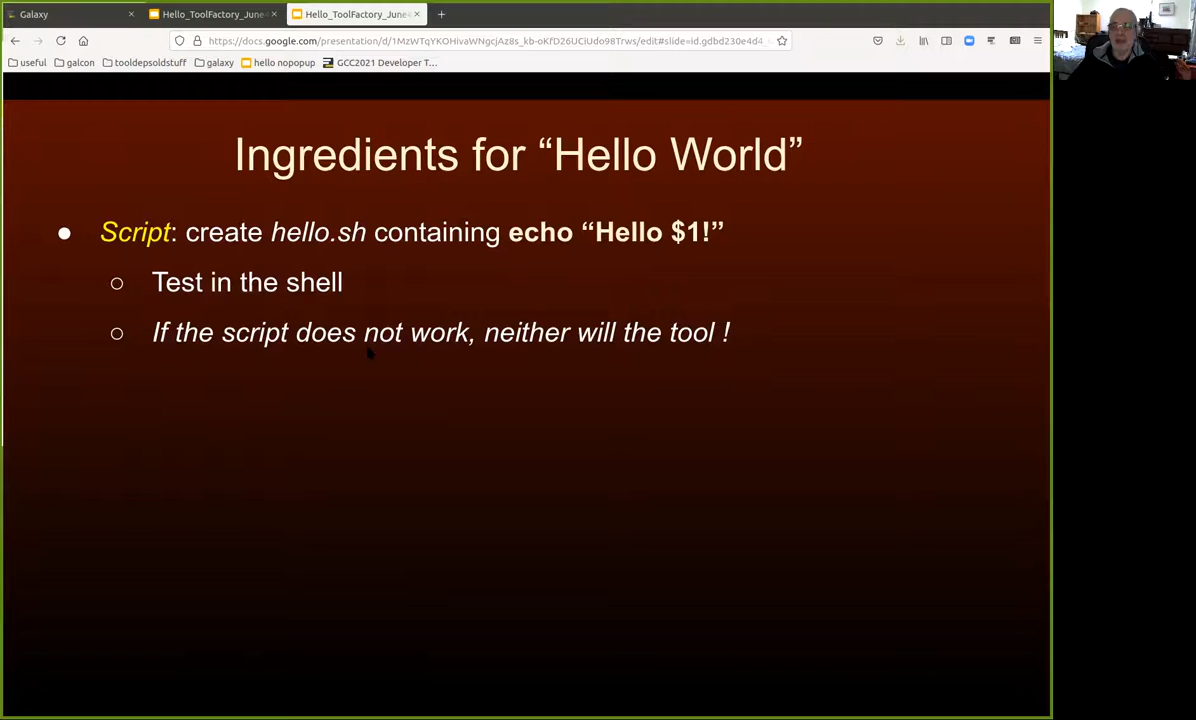 Galaxy
Hello_ToolFactory_June
Hello_ToolFactory_June
https://docs.google.com/presentation/d/1MzWTqYKOHivaWNgcjAz8s_kb-oKfD26UCiUdo98Trws/edit#slide=id.gdbd230e4d4
useful
galcon
tooldepsoldstuff
galaxy
hello nopopup
GCC2021 Developer T...
Ingredients for “Hello World”
● Script: create hello.sh containing echo “Hello $1!”
○ Test in the shell
○ If the script does not work, neither will the tool !